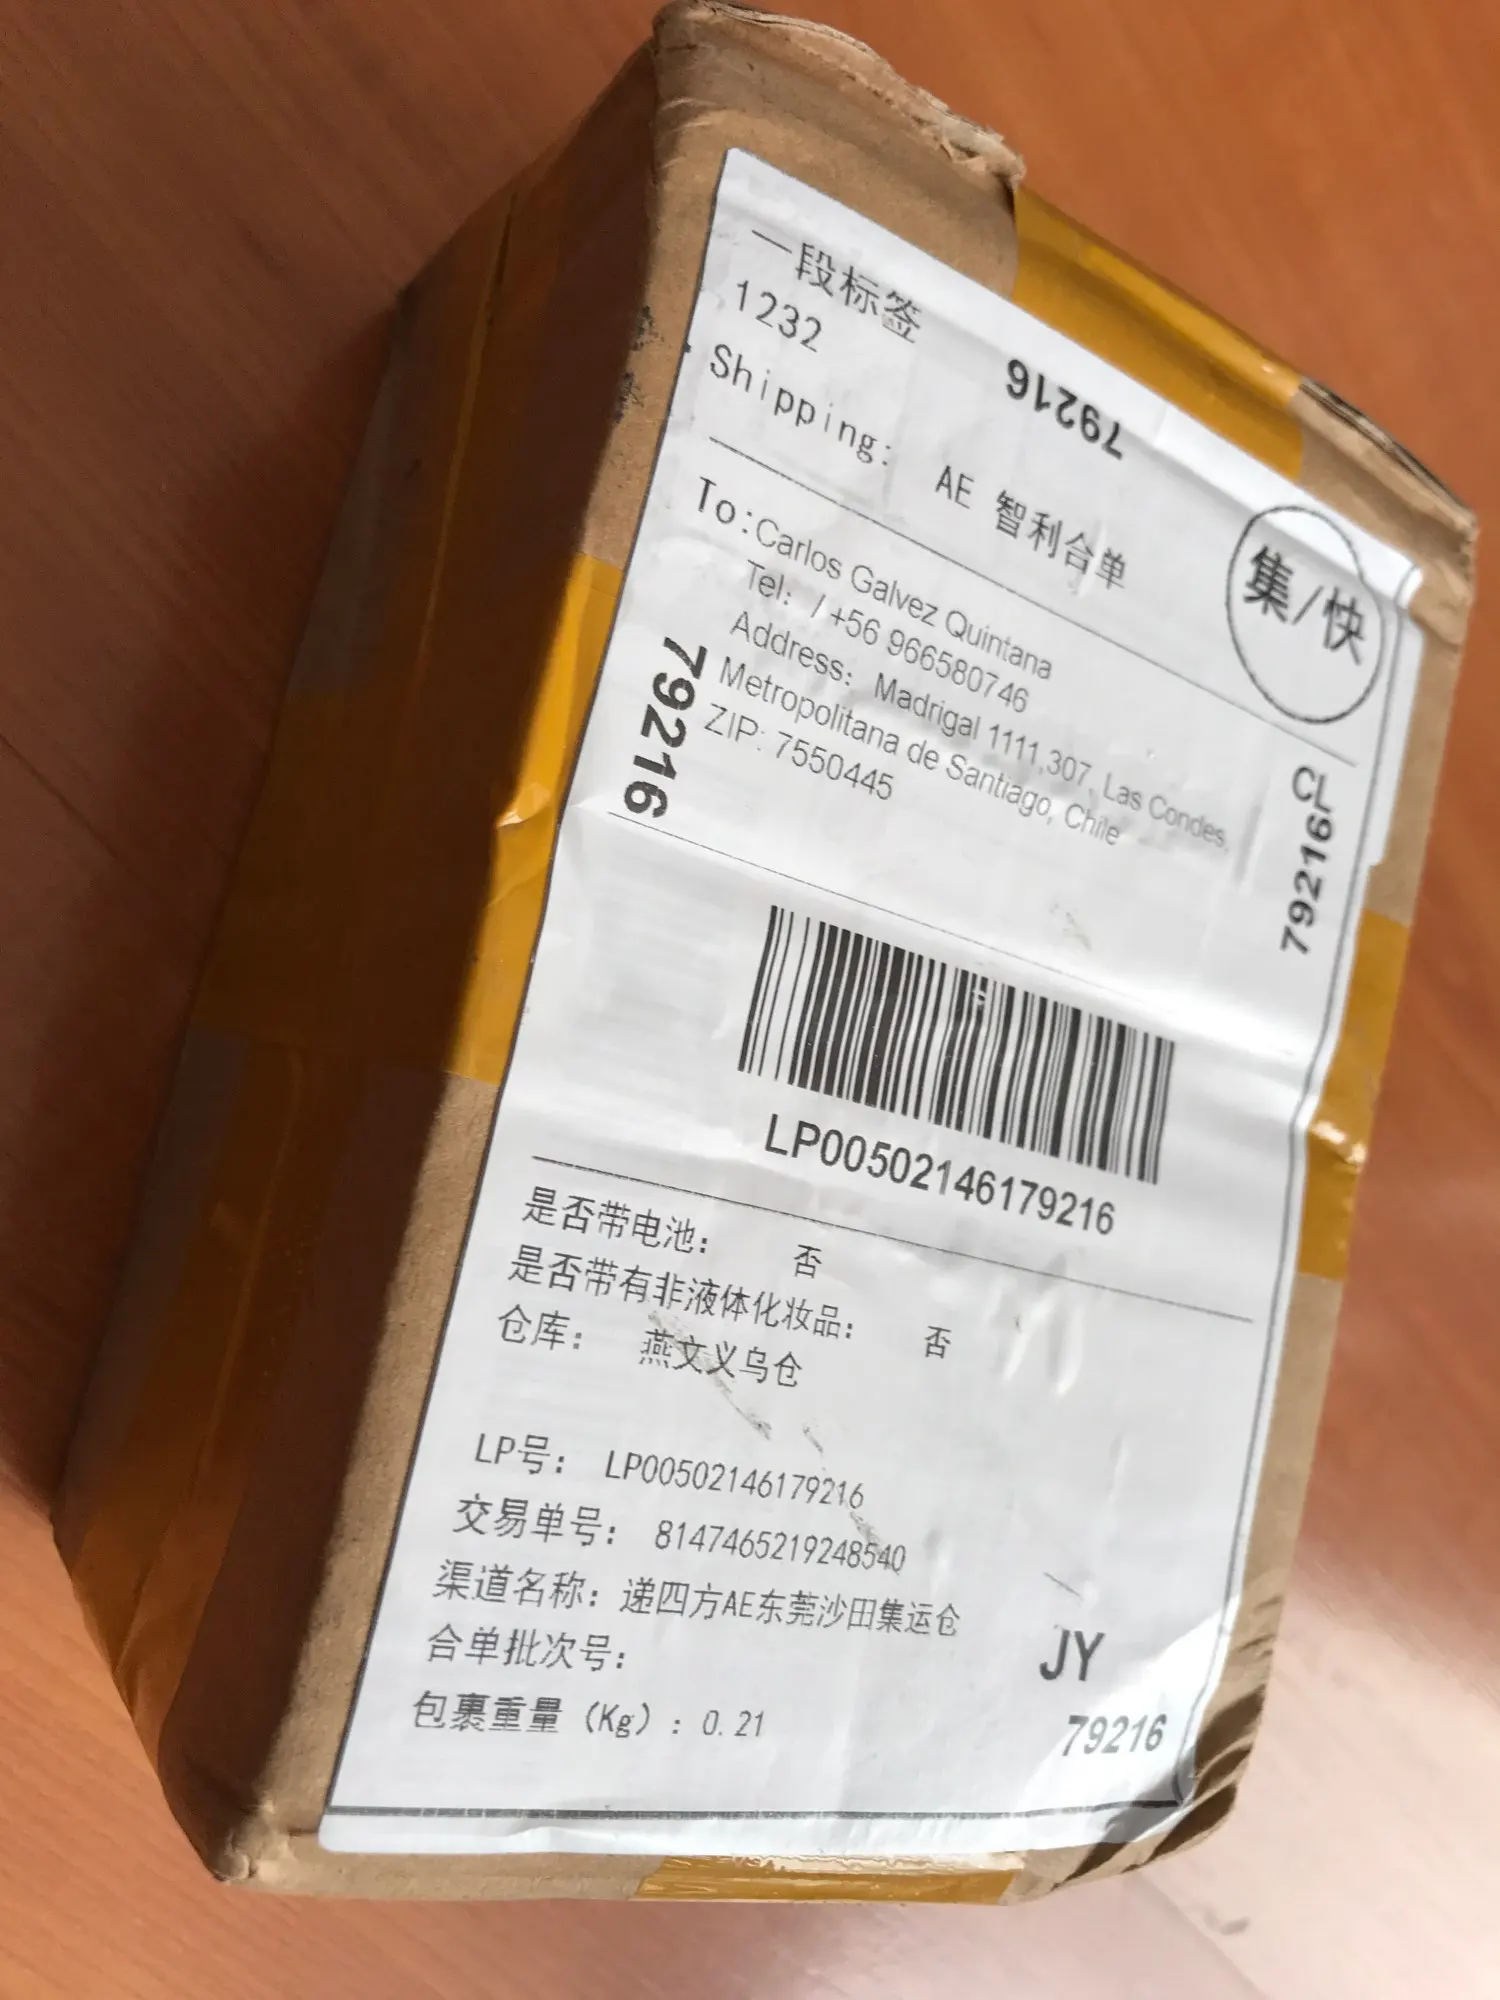 一段标签
1232
79216
Shipping: AE 智利合单
集/快
To:Carlos Galvez Quintana
Tel: / +56 966580746
Address: Madrigal 1111,307, Las Condes,
Metropolitana de Santiago, Chile
ZIP: 7550445
79216
CL
79216
LP00502146179216
是否带电池: 否
是否带有非液体化妆品: 否
仓库: 燕文义乌仓
LP号: LP00502146179216
交易单号: 8147465219248540
渠道名称: 递四方AE东莞沙田集运仓
合单批次号:
包裹重量 (Kg) : 0.21
JY
79216